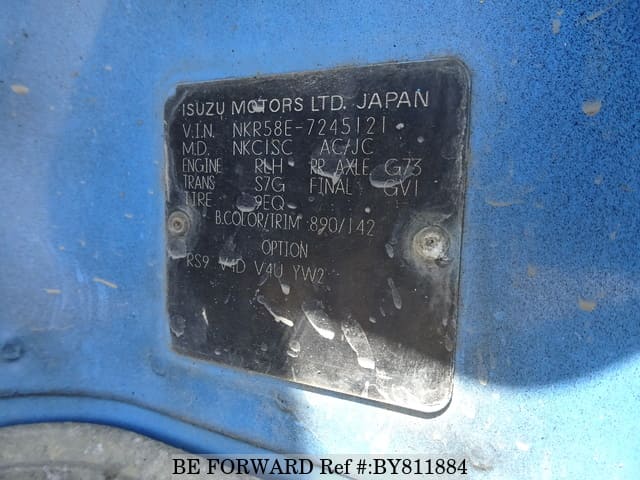 ISUZU MOTORS LTD. JAPAN
V.I.N. NKR58E-7245121
M.D. NKC1SC AC/JC
ENGINE RLH RR AXLE G73
TRANS S7G FINAL GV1
TIRE 9EQ
B.COLOR/TRIM 890/142
OPTION
RS9 V4D V4U YW2
BE FORWARD Ref #:BY811884